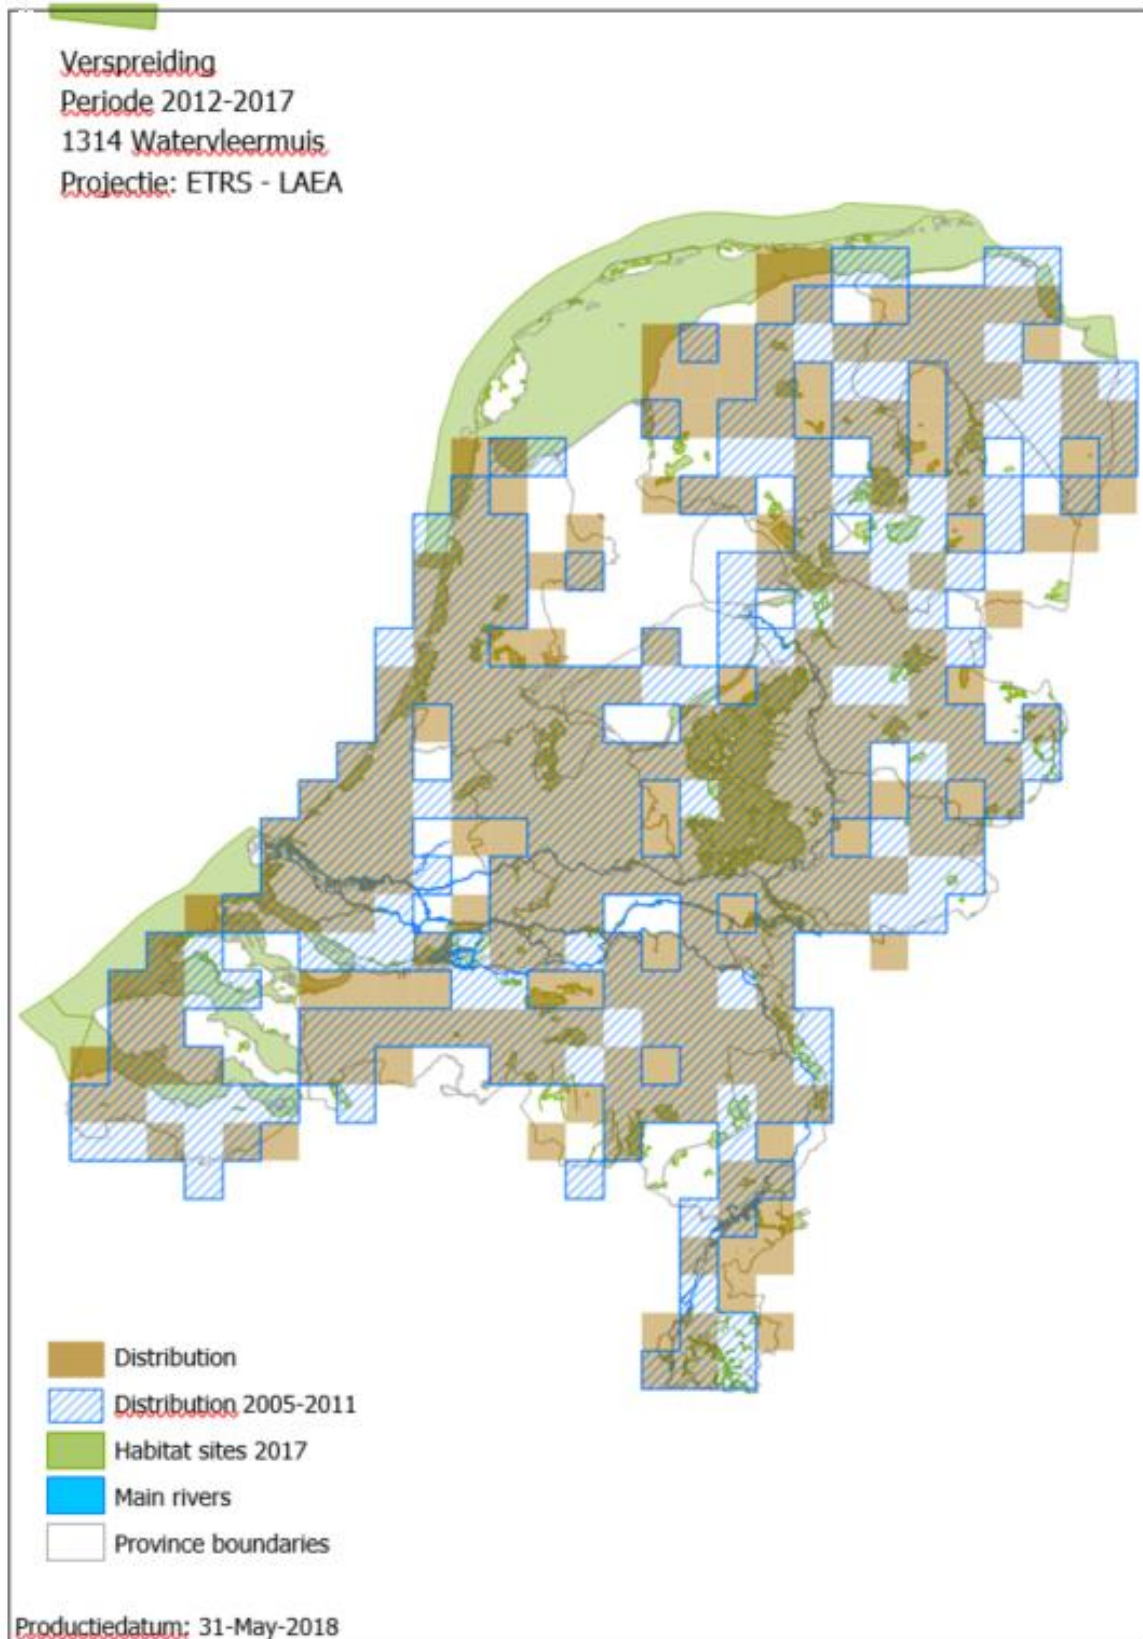 Verspreiding
Periode 2012-2017
1314 Watervleermuis
Projectie: ETRS - LAEA
Distribution
Distribution 2005-2011
Habitat sites 2017
Main rivers
Province boundaries
Productiedatum: 31-May-2018